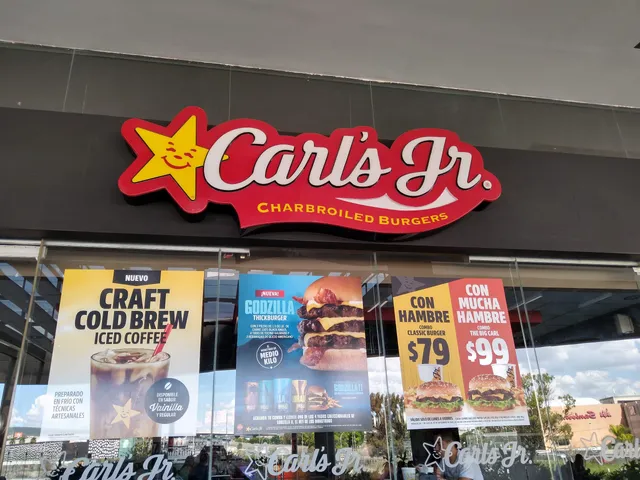 Carl's Jr.
CHARBROILED BURGERS
NUEVO
CRAFT
COLD BREW
ICED COFFEE
PREPARADO
EN FRÍO CON
TÉCNICAS
ARTESANALES
DISPONIBLE
EN SABOR
Vainilla
Y REGULAR
¡NUEVA!
GODZILLA
THICKBURGER
MEDIO
KILO
CON
HAMBRE
COMBO
CLASSIC BURGER
$79
CON
MUCHA
HAMBRE
COMBO
THE BIG CARL
$99
Carl's Jr.
Carl's Jr.
Carl's Jr.